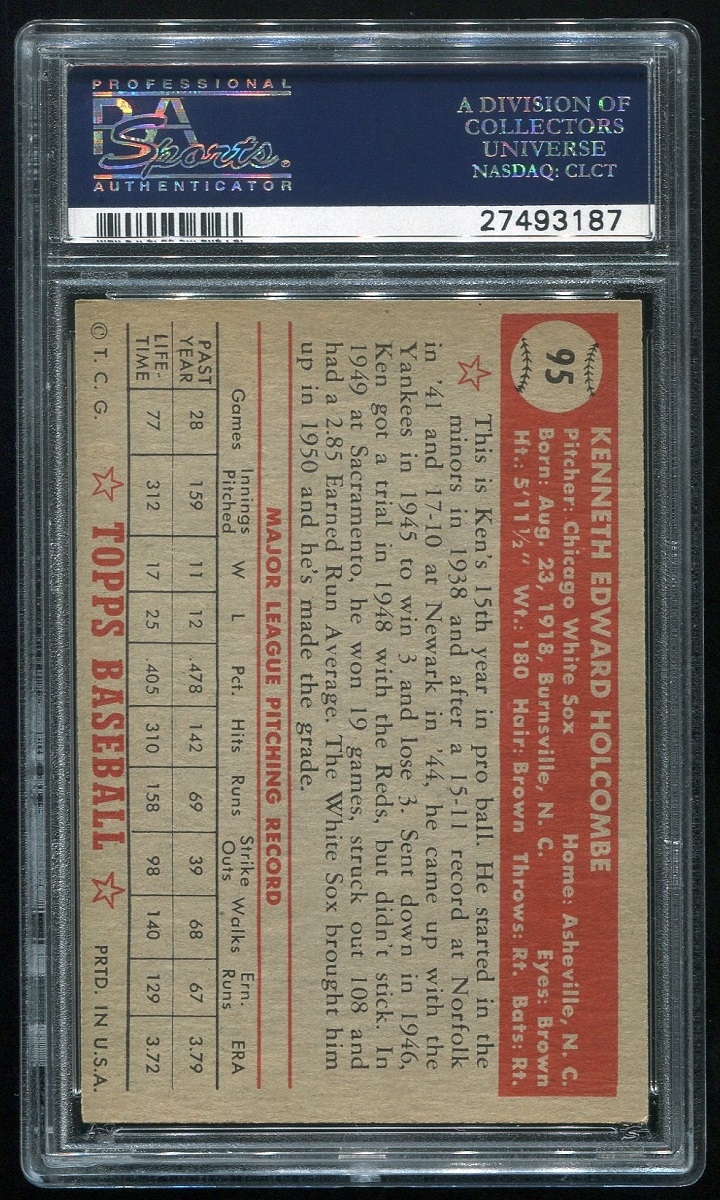 PROFESSIONAL
PSA
Sports.
AUTHENTICATOR
A DIVISION OF
COLLECTORS
UNIVERSE
NASDAQ: CLCT
27493187
95
KENNETH EDWARD HOLCOMBE
Pitcher: Chicago White Sox Home: Asheville, N. C.
Born: Aug. 23, 1918, Burnsville, N. C. Eyes: Brown
Ht.: 5'11½" Wt.: 180 Hair: Brown Throws: Rt. Bats: Rt.
This is Ken's 15th year in pro ball. He started in the
minors in 1938 and after a 15-11 record at Norfolk
in '41 and 17-10 at Newark in '44, he came up with the
Yankees in 1945 to win 3 and lose 3. Sent down in 1946,
Ken got a trial in 1948 with the Reds, but didn't stick. In
1949 at Sacramento, he won 19 games, struck out 108 and
had a 2.85 Earned Run Average. The White Sox brought him
up in 1950 and he's made the grade.
MAJOR LEAGUE PITCHING RECORD
Games Innings Pitched W L Pct. Hits Runs Strike Outs Walks Ern. Runs ERA
PAST YEAR 28 159 11 12 .478 142 69 39 68 67 3.79
LIFE-TIME 77 312 17 25 .405 310 158 98 140 129 3.72
© T. C. G. TOPPS BASEBALL PRTD. IN U.S.A.